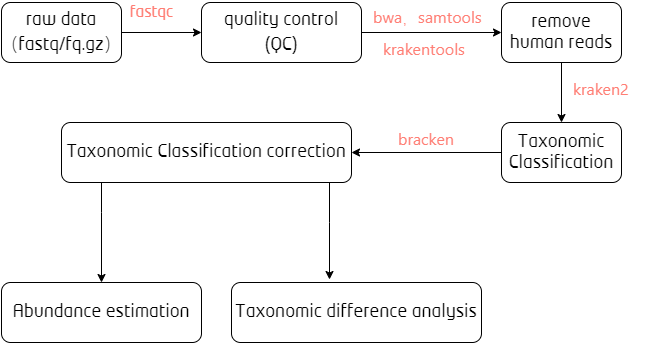 raw data
(fastq/fq.gz)
fastqc
quality control
(QC)
bwa、samtools
krakentools
remove
human reads
kraken2
Taxonomic
Classification
bracken
Taxonomic Classification correction
Abundance estimation
Taxonomic difference analysis